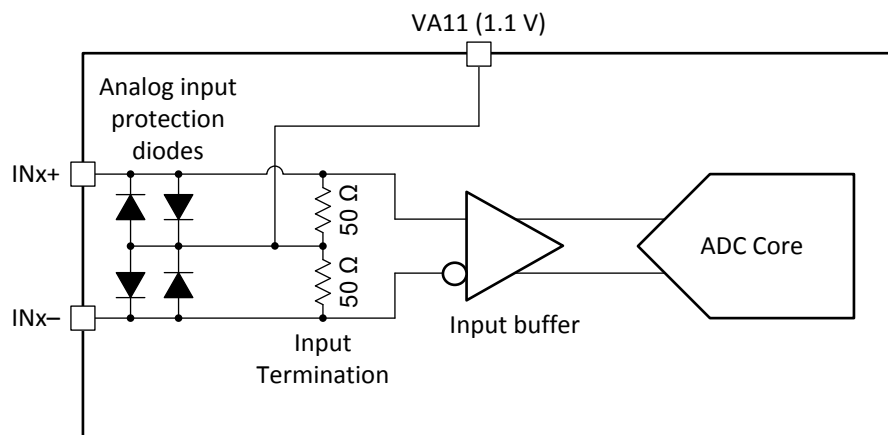 VA11 (1.1 V)
Analog input
protection
diodes
INx+
50 Ω
50 Ω
ADC Core
INx–
Input buffer
Input
Termination